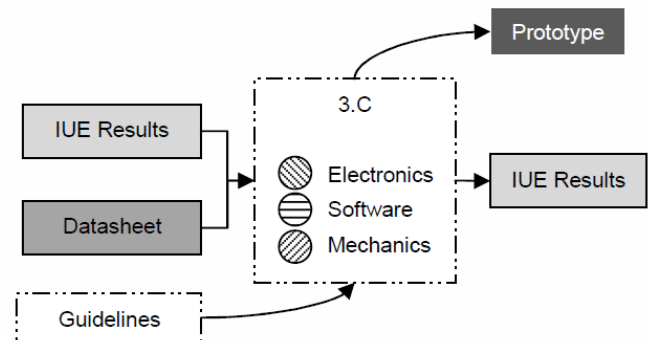 Prototype
3.C
IUE Results
Electronics
IUE Results
Software
Datasheet
Mechanics
Guidelines